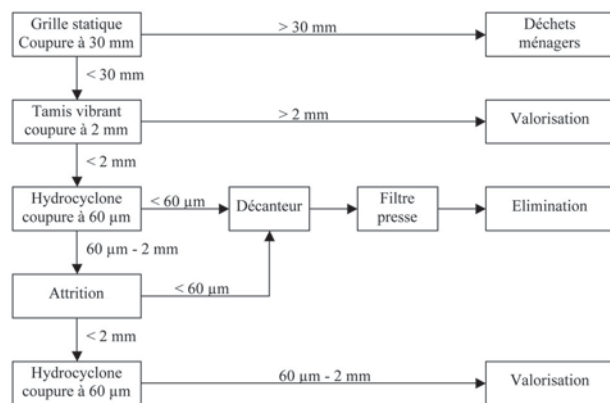 Grille statique
Coupure à 30 mm
> 30 mm
Déchets
ménagers
< 30 mm
Tamis vibrant
coupure à 2 mm
> 2 mm
Valorisation
< 2 mm
Hydrocyclone
coupure à 60 µm
< 60 µm
Décanteur
Filtre
presse
Elimination
60 µm - 2 mm
Attrition
< 60 µm
< 2 mm
Hydrocyclone
coupure à 60 µm
60 µm - 2 mm
Valorisation